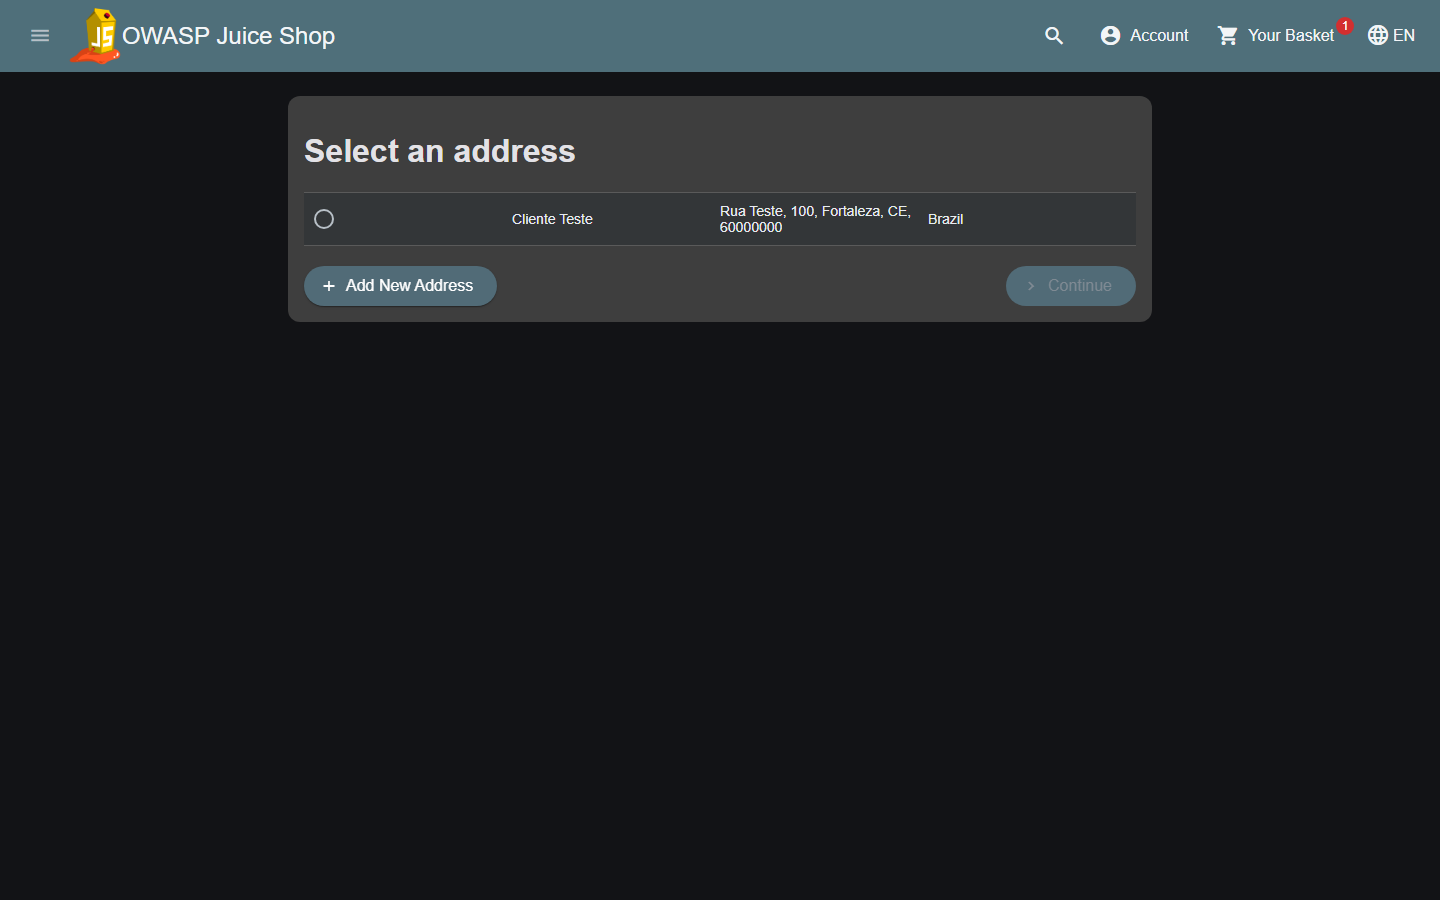 JS
OWASP Juice Shop
Account
Your Basket
1
EN
Select an address
Cliente Teste
Rua Teste, 100, Fortaleza, CE,
60000000
Brazil
Add New Address
Continue